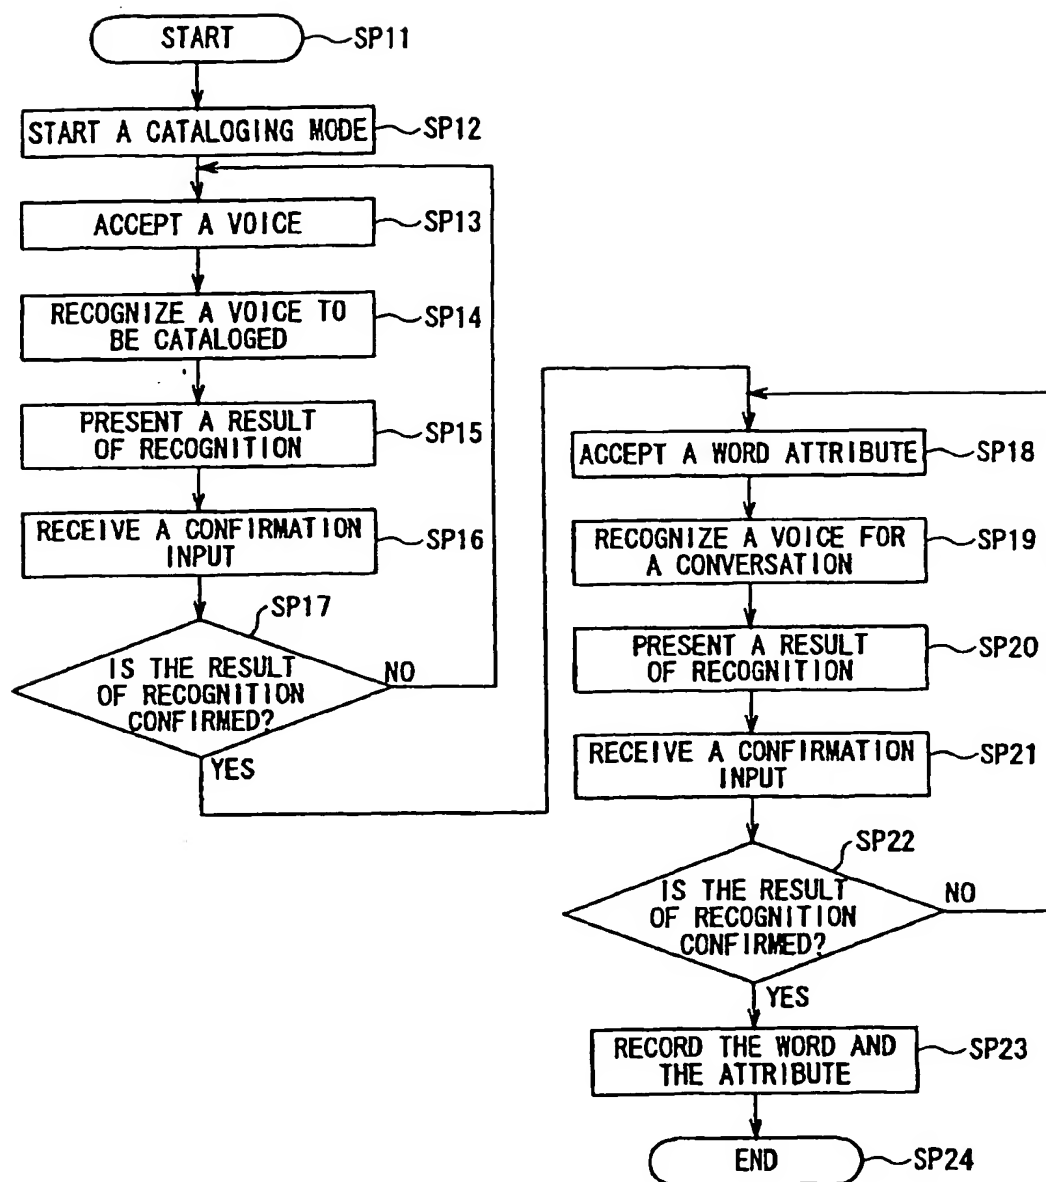 START
SP11
START A CATALOGING MODE
SP12
ACCEPT A VOICE
SP13
RECOGNIZE A VOICE TO
BE CATALOGED
SP14
PRESENT A RESULT
OF RECOGNITION
SP15
RECEIVE A CONFIRMATION
INPUT
SP16
SP17
IS THE RESULT
OF RECOGNITION
CONFIRMED?
NO
YES
ACCEPT A WORD ATTRIBUTE
SP18
RECOGNIZE A VOICE FOR
A CONVERSATION
SP19
PRESENT A RESULT
OF RECOGNITION
SP20
RECEIVE A CONFIRMATION
INPUT
SP21
SP22
IS THE RESULT
OF RECOGNITION
CONFIRMED?
NO
YES
RECORD THE WORD AND
THE ATTRIBUTE
SP23
END
SP24